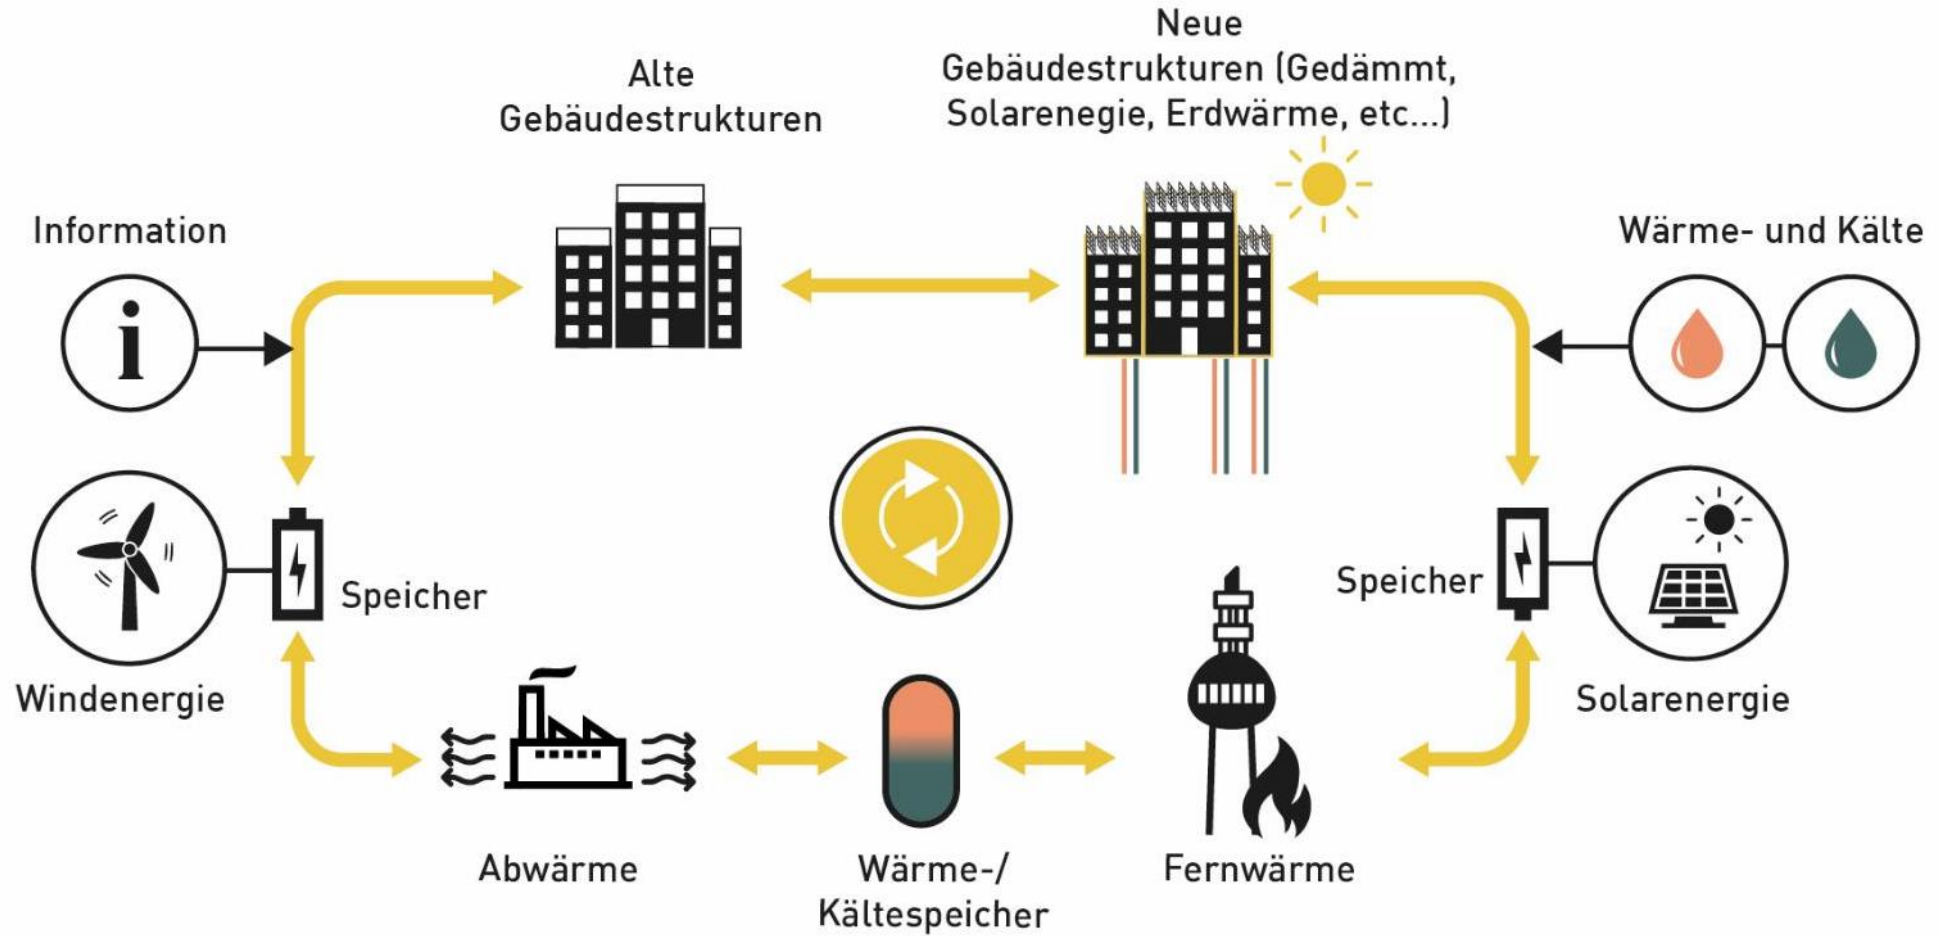 Neue
Gebäudestrukturen (Gedämmt,
Solarenegie, Erdwärme, etc...)
Alte
Gebäudestrukturen
Information
Wärme- und Kälte
i
Speicher
Speicher
Windenergie
Solarenergie
Abwärme
Wärme-/
Kältespeicher
Fernwärme